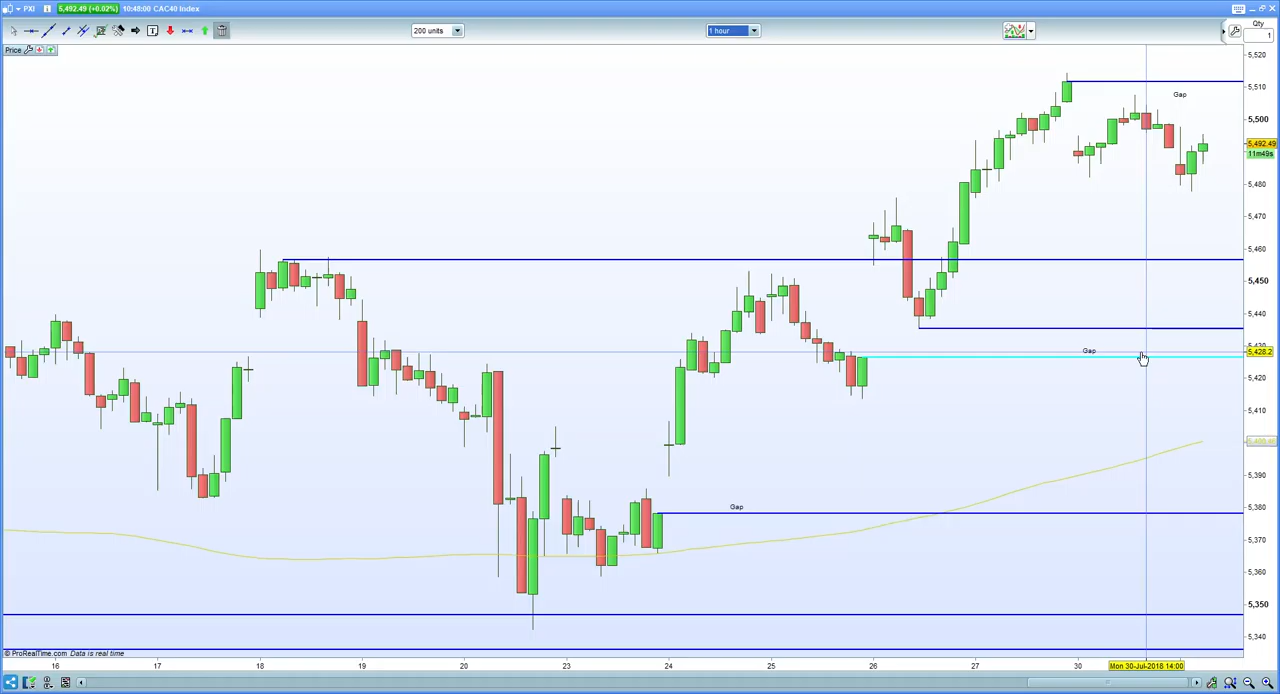 PXI 5,492.49 (+0.02%) 10:48:00 CAC40 Index
200 units 1 hour Qty
1
Price
5,520
5,510
Gap
5,500
5,492.49
11m49s
5,480
5,470
5,460
5,450
5,440
Gap
5,428.2
5,420
5,410
5,390
Gap
5,380
5,370
5,360
5,350
5,340
© ProRealTime.com Data is real time
16 17 18 19 20 23 24 25 26 27 30 Mon 30-Jul-2018 14:00